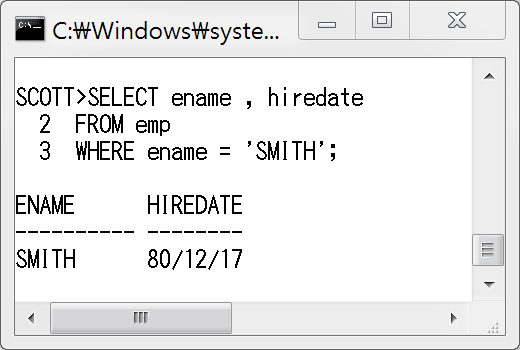 C:\Windows\syste...
SCOTT>SELECT ename , hiredate
  2  FROM emp
  3  WHERE ename = 'SMITH';
ENAME      HIREDATE
---------- --------
SMITH      80/12/17